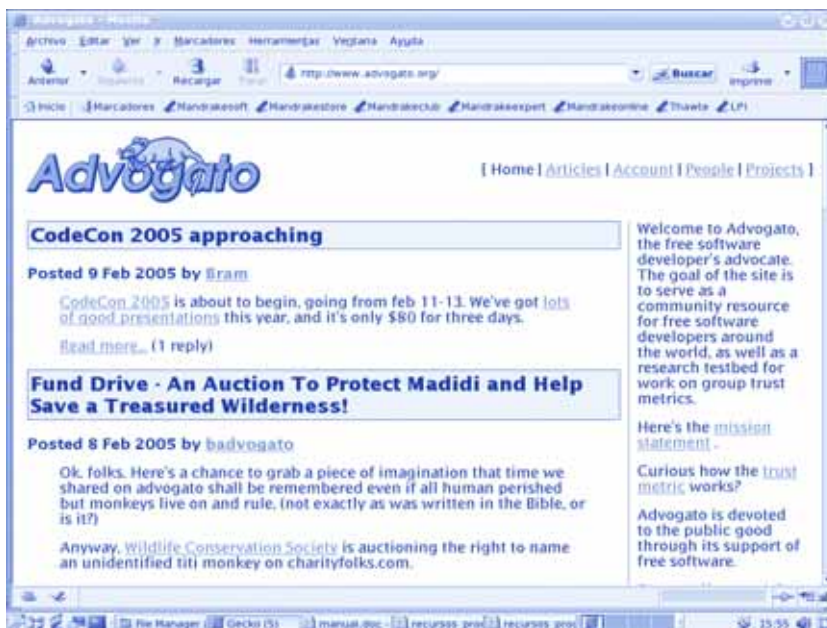 Advogato - Mozilla
Archivo Editar Ver Ir Marcadores Herramientas Ventana Ayuda
Anterior Siguiente Recargar Parar http://www.advogato.org/ Buscar Imprimir
Inicio Marcadores Mandrakesoft Mandrakestore Mandrakeclub Mandrakeexpert Mandrakeonline Thawte LPI
Advogato
[ Home | Articles | Account | People | Projects ]
CodeCon 2005 approaching
Posted 9 Feb 2005 by Bram
CodeCon 2005 is about to begin, going from feb 11-13. We've got lots
of good presentations this year, and it's only $80 for three days.
Read more... (1 reply)
Fund Drive - An Auction To Protect Madidi and Help
Save a Treasured Wilderness!
Posted 8 Feb 2005 by badvogato
Ok, folks. Here's a chance to grab a piece of imagination that time we
shared on advogato shall be remembered even if all human perished
but monkeys live on and rule, (not exactly as was written in the Bible, or
is it?)
Anyway, Wildlife Conservation Society is auctioning the right to name
an unidentified titi monkey on charityfolks.com.
Welcome to Advogato,
the free software
developer's advocate.
The goal of the site is
to serve as a
community resource
for free software
developers around
the world, as well as a
research testbed for
work on group trust
metrics.
Here's the mission
statement .
Curious how the trust
metric works?
Advogato is devoted
to the public good
through its support of
free software.
File Manager Gecko (5) manual.doc - recursos_prod recursos_prod 15:55